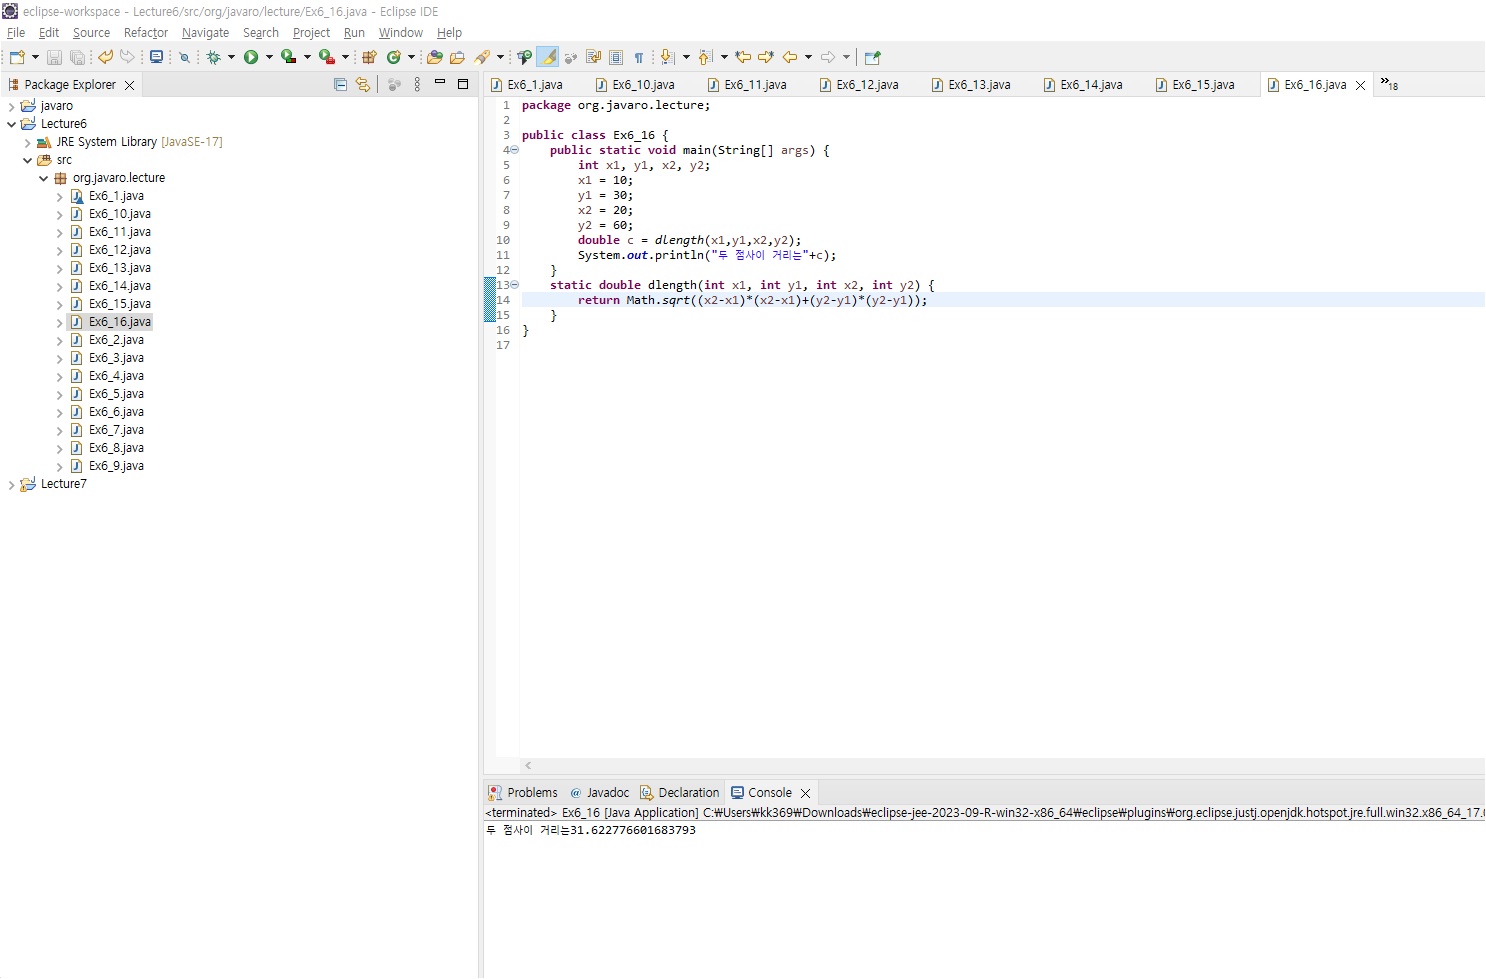 eclipse-workspace - Lecture6/src/org/javaro/lecture/Ex6_16.java - Eclipse IDE
File Edit Source Refactor Navigate Search Project Run Window Help
Package Explorer
javaro
Lecture6
JRE System Library [JavaSE-17]
src
org.javaro.lecture
Ex6_1.java
Ex6_10.java
Ex6_11.java
Ex6_12.java
Ex6_13.java
Ex6_14.java
Ex6_15.java
Ex6_16.java
Ex6_2.java
Ex6_3.java
Ex6_4.java
Ex6_5.java
Ex6_6.java
Ex6_7.java
Ex6_8.java
Ex6_9.java
Lecture7
Ex6_1.java Ex6_10.java Ex6_11.java Ex6_12.java Ex6_13.java Ex6_14.java Ex6_15.java Ex6_16.java »18
1 package org.javaro.lecture;
2
3 public class Ex6_16 {
4 public static void main(String[] args) {
5 int x1, y1, x2, y2;
6 x1 = 10;
7 y1 = 30;
8 x2 = 20;
9 y2 = 60;
10 double c = dlength(x1,y1,x2,y2);
11 System.out.println("두 점사이 거리는"+c);
12 }
13 static double dlength(int x1, int y1, int x2, int y2) {
14 return Math.sqrt((x2-x1)*(x2-x1)+(y2-y1)*(y2-y1));
15 }
16 }
17
Problems @ Javadoc Declaration Console
<terminated> Ex6_16 [Java Application] C:₩Users₩kk369₩Downloads₩eclipse-jee-2023-09-R-win32-x86_64₩eclipse₩plugins₩org.eclipse.justj.openjdk.hotspot.jre.full.win32.x86_64_17.
두 점사이 거리는31.622776601683793